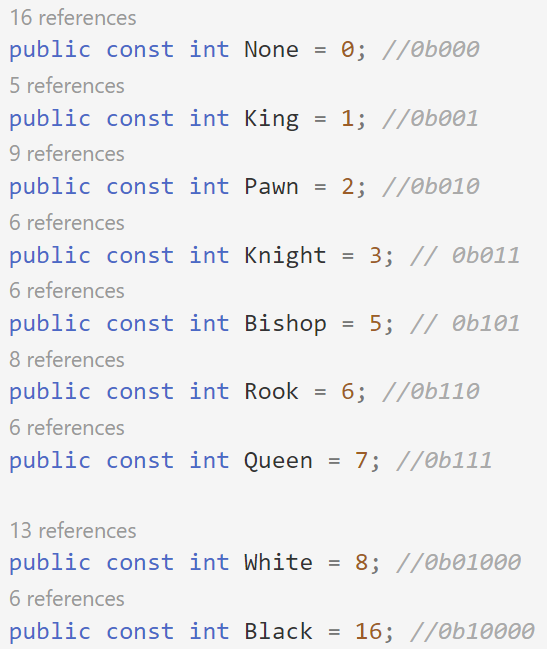 16 references
public const int None = 0; //0b000
5 references
public const int King = 1; //0b001
9 references
public const int Pawn = 2; //0b010
6 references
public const int Knight = 3; // 0b011
6 references
public const int Bishop = 5; // 0b101
8 references
public const int Rook = 6; //0b110
6 references
public const int Queen = 7; //0b111
13 references
public const int White = 8; //0b01000
6 references
public const int Black = 16; //0b10000